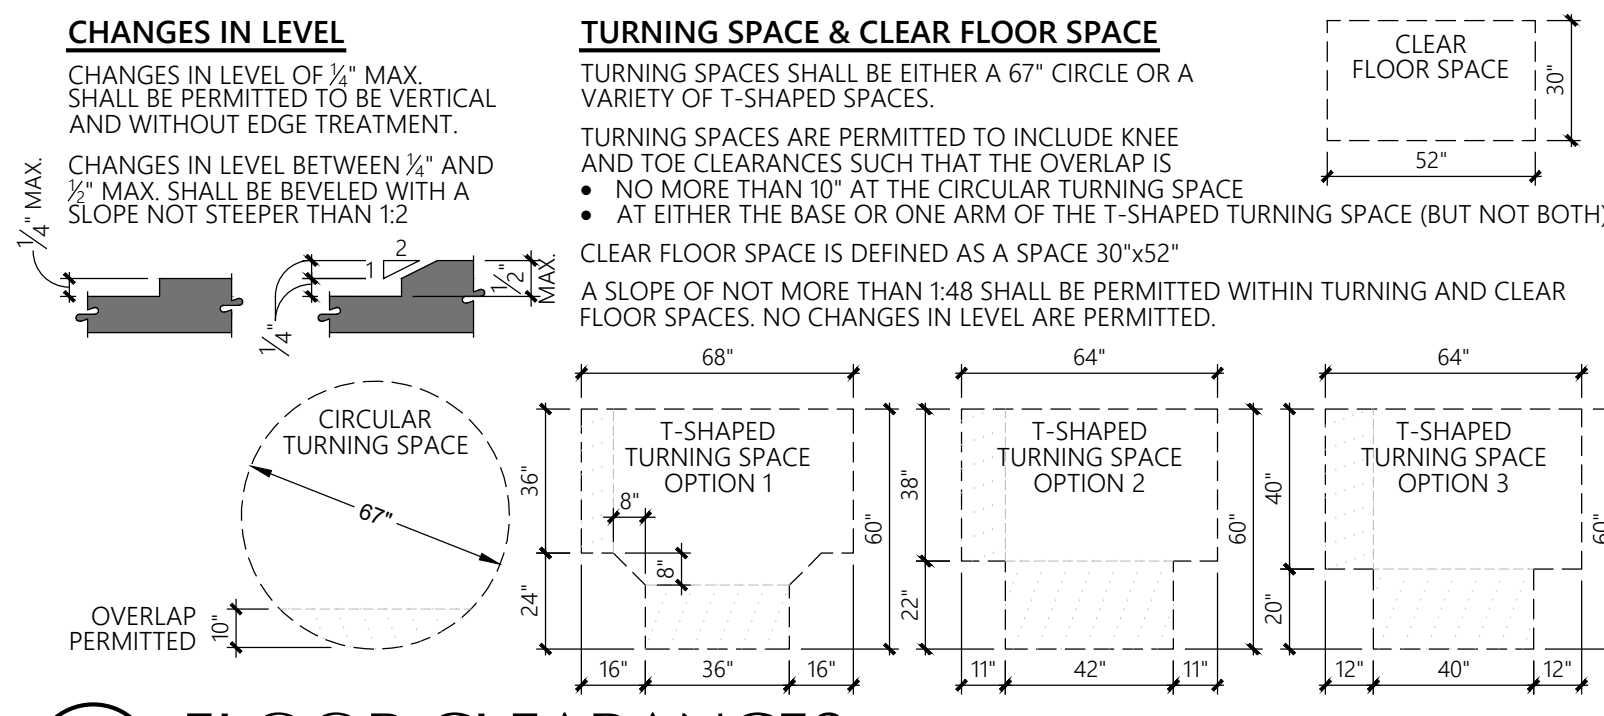 CHANGES IN LEVEL
CHANGES IN LEVEL OF 1/4" MAX.
SHALL BE PERMITTED TO BE VERTICAL
AND WITHOUT EDGE TREATMENT.
CHANGES IN LEVEL BETWEEN 1/4" AND
1/2" MAX. SHALL BE BEVELED WITH A
SLOPE NOT STEEPER THAN 1:2
1/4" MAX.
2
1
1/4"
1/2"
MAX.
TURNING SPACE & CLEAR FLOOR SPACE
TURNING SPACES SHALL BE EITHER A 67" CIRCLE OR A
VARIETY OF T-SHAPED SPACES.
TURNING SPACES ARE PERMITTED TO INCLUDE KNEE
AND TOE CLEARANCES SUCH THAT THE OVERLAP IS
• NO MORE THAN 10" AT THE CIRCULAR TURNING SPACE
• AT EITHER THE BASE OR ONE ARM OF THE T-SHAPED TURNING SPACE (BUT NOT BOTH)
CLEAR FLOOR SPACE IS DEFINED AS A SPACE 30"x52"
A SLOPE OF NOT MORE THAN 1:48 SHALL BE PERMITTED WITHIN TURNING AND CLEAR
FLOOR SPACES. NO CHANGES IN LEVEL ARE PERMITTED.
CLEAR
FLOOR SPACE
30"
52"
CIRCULAR
TURNING SPACE
67"
OVERLAP
PERMITTED
10"
68"
T-SHAPED
TURNING SPACE
OPTION 1
36"
8"
8"
60"
24"
16"
36"
16"
64"
T-SHAPED
TURNING SPACE
OPTION 2
38"
60"
22"
11"
42"
11"
64"
T-SHAPED
TURNING SPACE
OPTION 3
40"
60"
20"
12"
40"
12"
FLOOR CLEARANCES